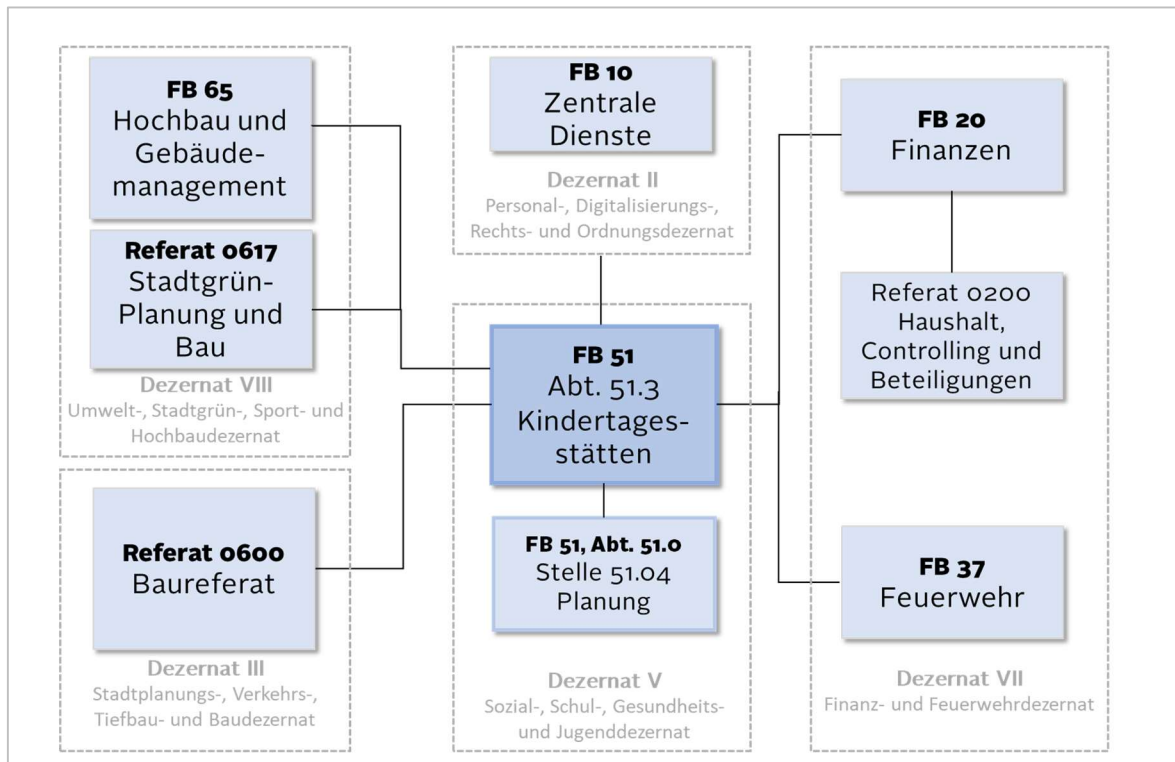 FB 65
Hochbau und
Gebäude-
management
Referat 0617
Stadtgrün-
Planung und
Bau
Dezernat VIII
Umwelt-, Stadtgrün-, Sport- und
Hochbaudezernat
Referat 0600
Baureferat
Dezernat III
Stadtplanungs-, Verkehrs-,
Tiefbau- und Baudezernat
FB 10
Zentrale
Dienste
Dezernat II
Personal-, Digitalisierungs-,
Rechts- und Ordnungsdezernat
FB 51
Abt. 51.3
Kindertages-
stätten
FB 51, Abt. 51.0
Stelle 51.04
Planung
Dezernat V
Sozial-, Schul-, Gesundheits-
und Jugenddezernat
FB 20
Finanzen
Referat 0200
Haushalt,
Controlling und
Beteiligungen
FB 37
Feuerwehr
Dezernat VII
Finanz- und Feuerwehrdezernat